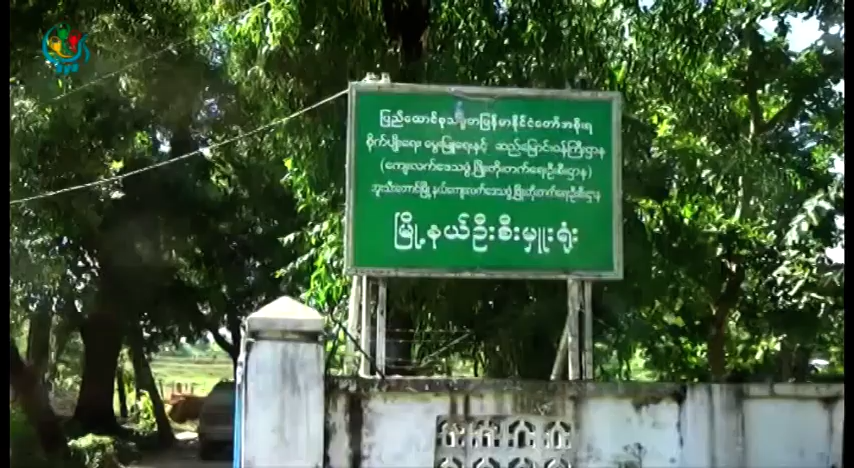 ပြည်ထောင်စုသမ္မတမြန်မာနိုင်ငံတော်အစိုးရ
စိုက်ပျိုးရေး၊ မွေးမြူရေးနှင့် ဆည်မြောင်းဝန်ကြီးဌာန
(ကျေးလက်ဒေသဖွံ့ဖြိုးတိုးတက်ရေးဦးစီးဌာန)
ဘူးသီးတောင်မြို့နယ်ကျေးလက်ဒေသဖွံ့ဖြိုးတိုးတက်ရေးဦးစီးဌာန
မြို့နယ်ဦးစီးမှူးရုံး